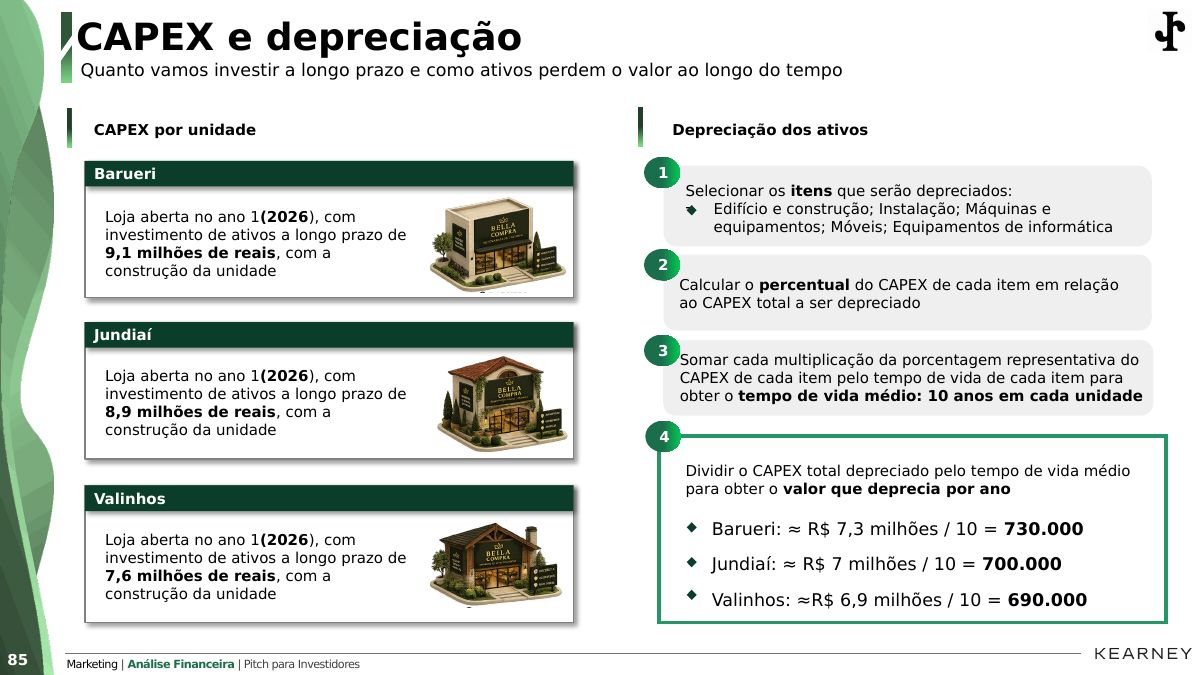 CAPEX e depreciação
Quanto vamos investir a longo prazo e como ativos perdem o valor ao longo do tempo
CAPEX por unidade
Barueri
Loja aberta no ano 1(2026), com
investimento de ativos a longo prazo de
9,1 milhões de reais, com a
construção da unidade
BELLA
COMPRA
Jundiaí
Loja aberta no ano 1(2026), com
investimento de ativos a longo prazo de
8,9 milhões de reais, com a
construção da unidade
BELLA
COMPRA
Valinhos
Loja aberta no ano 1(2026), com
investimento de ativos a longo prazo de
7,6 milhões de reais, com a
construção da unidade
BELLA
COMPRA
Depreciação dos ativos
1
Selecionar os itens que serão depreciados:
Edifício e construção; Instalação; Máquinas e
equipamentos; Móveis; Equipamentos de informática
2
Calcular o percentual do CAPEX de cada item em relação
ao CAPEX total a ser depreciado
3
Somar cada multiplicação da porcentagem representativa do
CAPEX de cada item pelo tempo de vida de cada item para
obter o tempo de vida médio: 10 anos em cada unidade
4
Dividir o CAPEX total depreciado pelo tempo de vida médio
para obter o valor que deprecia por ano
Barueri: ≈ R$ 7,3 milhões / 10 = 730.000
Jundiaí: ≈ R$ 7 milhões / 10 = 700.000
Valinhos: ≈R$ 6,9 milhões / 10 = 690.000
85
Marketing | Análise Financeira | Pitch para Investidores
KEARNEY